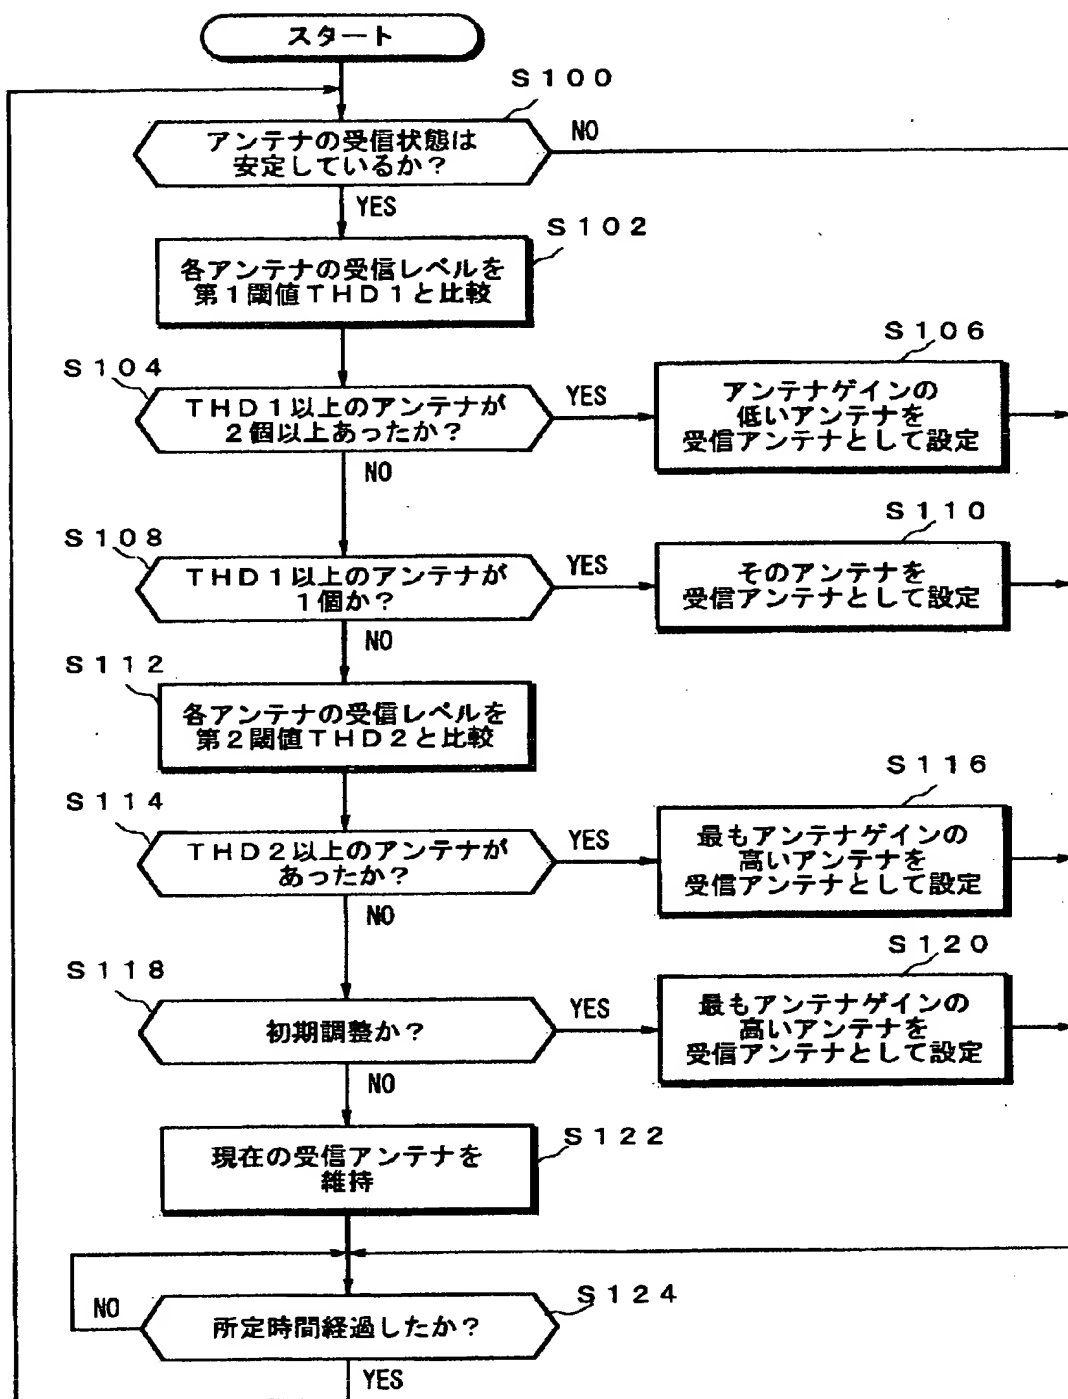 スタート
S100
アンテナの受信状態は
安定しているか?
NO
YES
S102
各アンテナの受信レベルを
第1閾値THD1と比較
S104
THD1以上のアンテナが
2個以上あったか?
YES
NO
S106
アンテナゲインの
低いアンテナを
受信アンテナとして設定
S108
THD1以上のアンテナが
1個か?
YES
NO
S110
そのアンテナを
受信アンテナとして設定
S112
各アンテナの受信レベルを
第2閾値THD2と比較
S114
THD2以上のアンテナが
あったか?
YES
NO
S116
最もアンテナゲインの
高いアンテナを
受信アンテナとして設定
S118
初期調整か?
YES
NO
S120
最もアンテナゲインの
高いアンテナを
受信アンテナとして設定
S122
現在の受信アンテナを
維持
S124
所定時間経過したか?
NO
YES